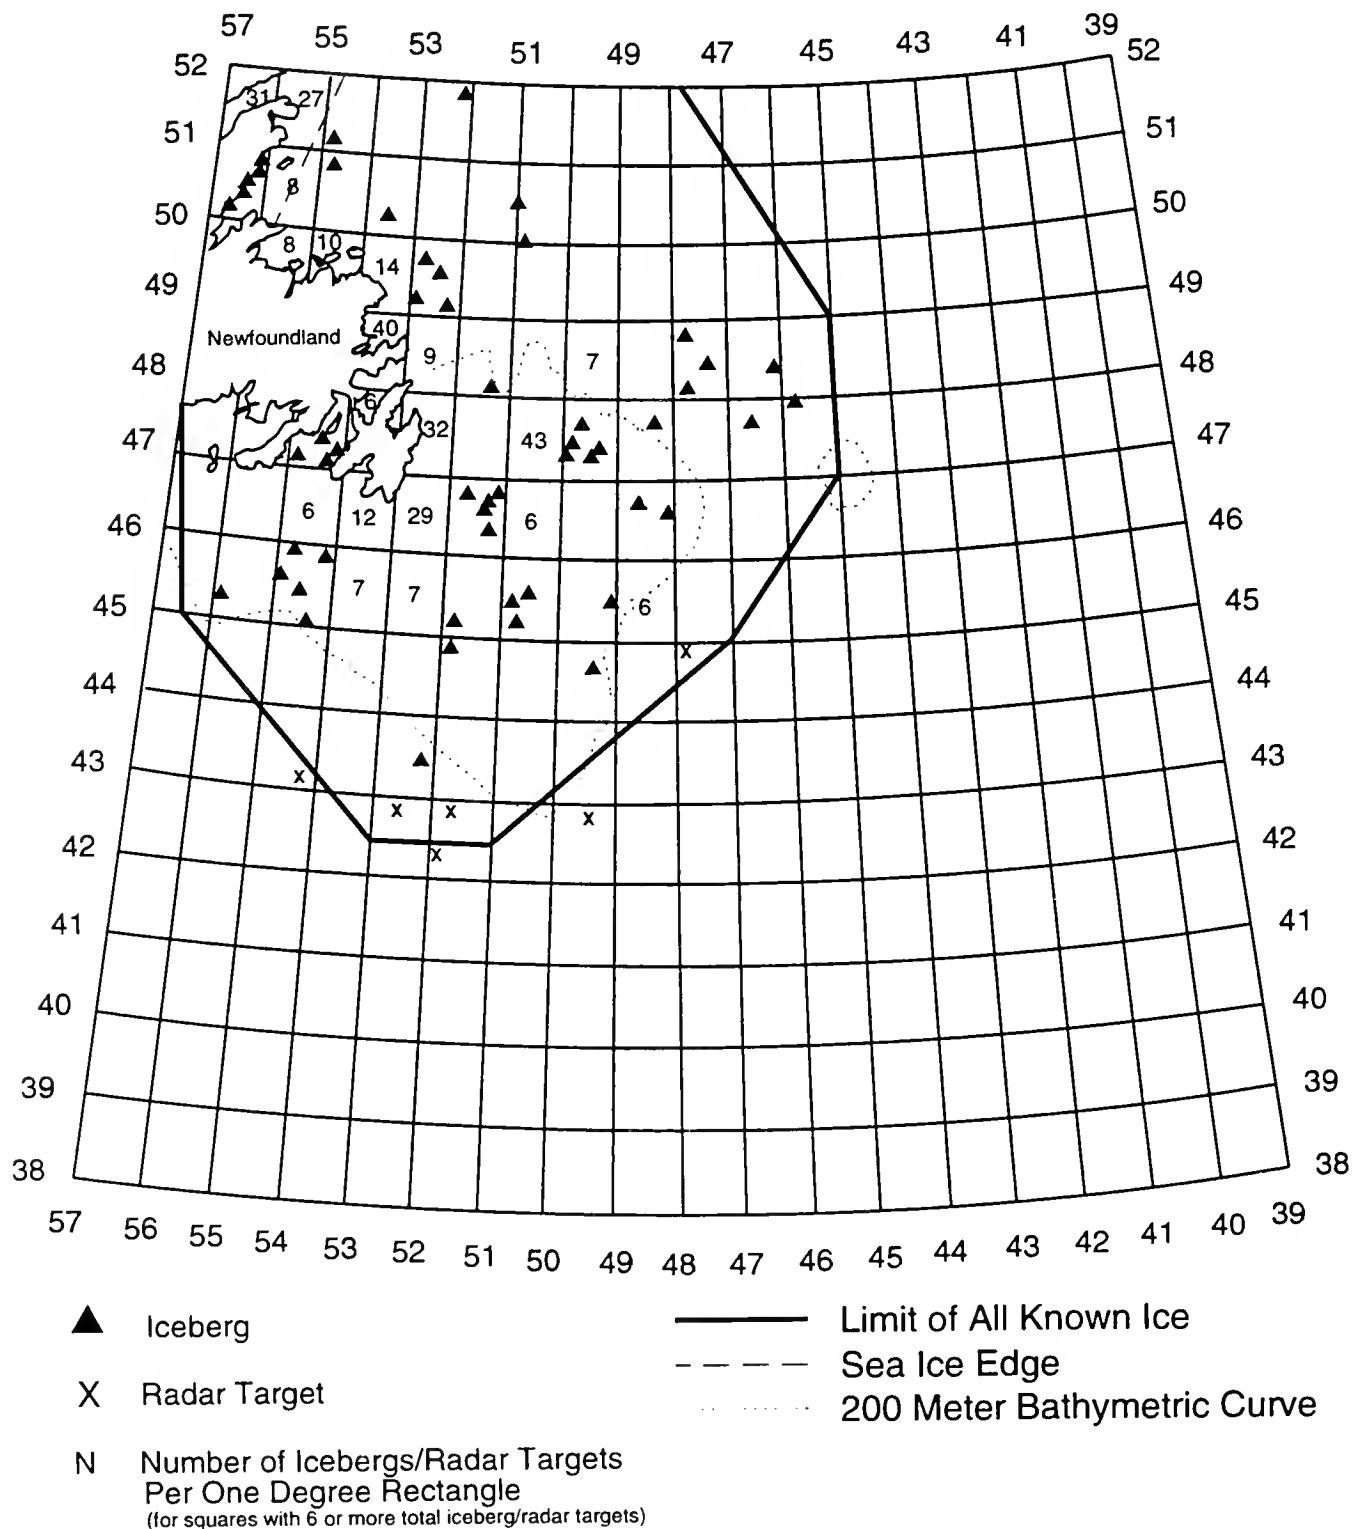 57 55 53 51 49 47 45 43 41 39
52 52
31 27
51 51
8
50 50
8 10
14
49 49
40
Newfoundland
9 7
48 48
6
32 43
47 47
6 12 29 6
46 46
7 7 6
45 45
X
44 44
43 43
X
X X X
42 42
X
41 41
40 40
39 39
38 38
57 56 55 54 53 52 51 50 49 48 47 46 45 44 43 42 41 40 39
Iceberg
X Radar Target
N Number of Icebergs/Radar Targets
Per One Degree Rectangle
(for squares with 6 or more total iceberg/radar targets)
Limit of All Known Ice
Sea Ice Edge
200 Meter Bathymetric Curve